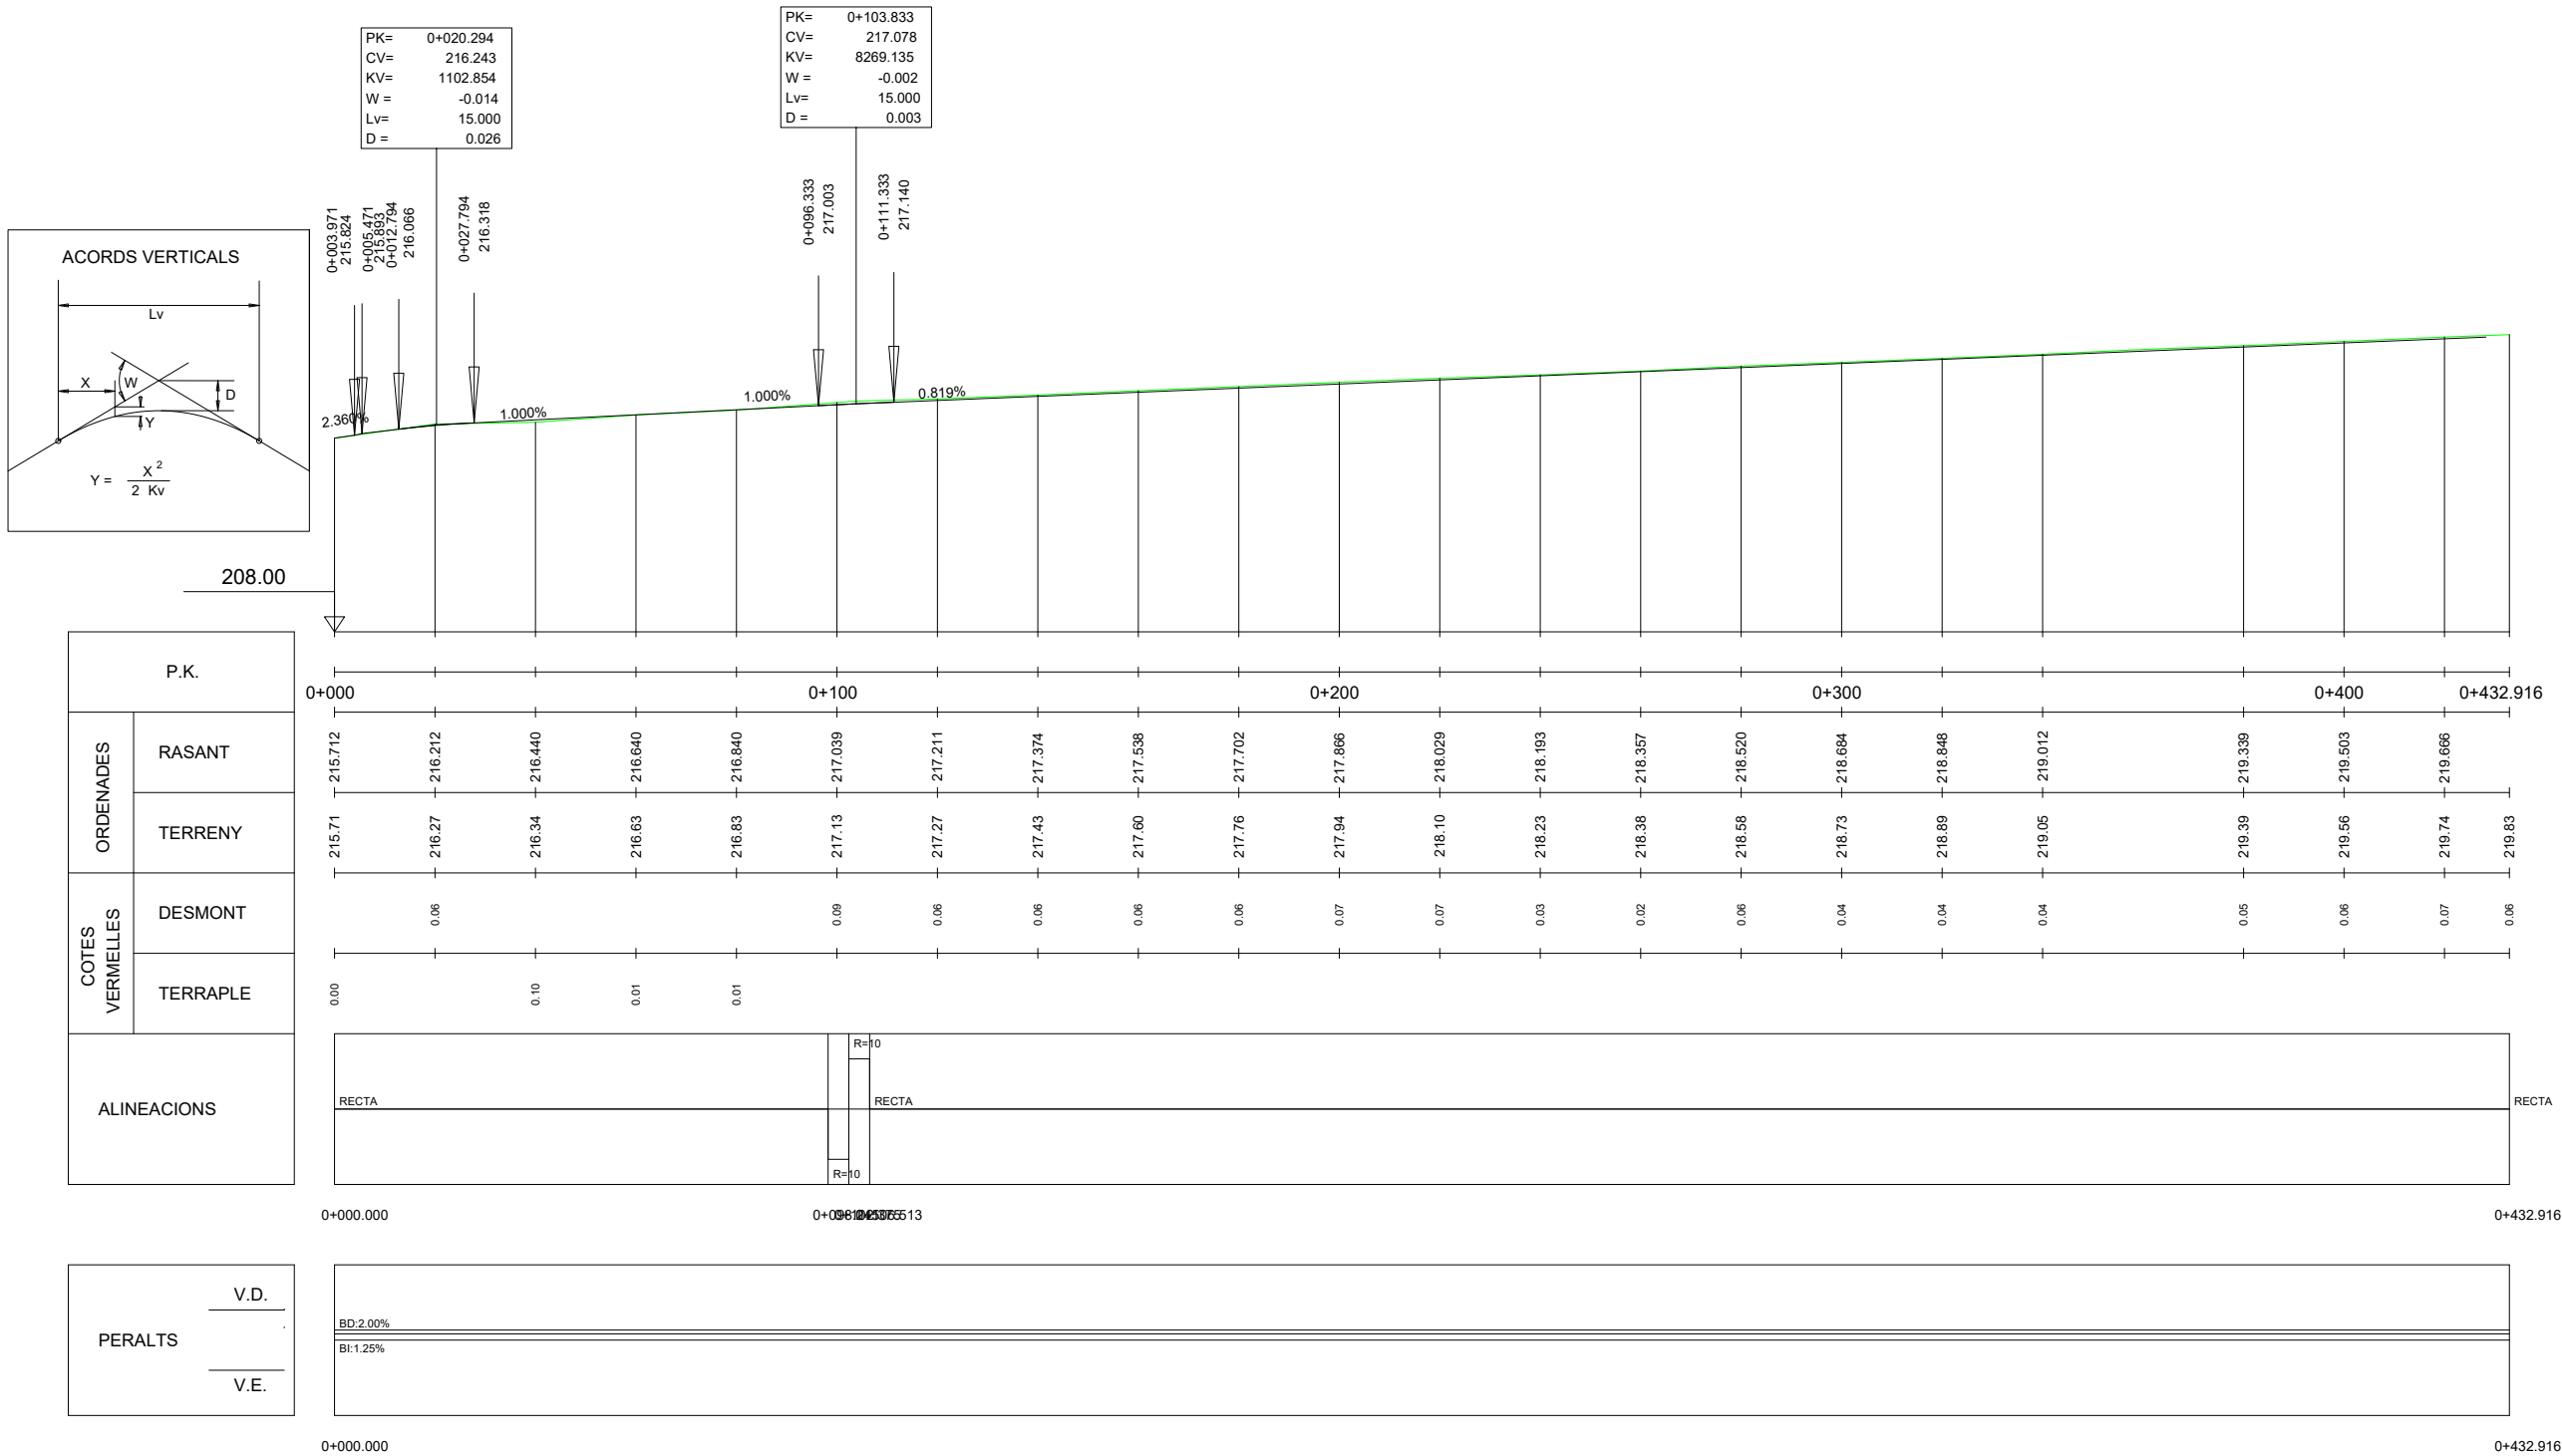 PK= 0+020.294
CV= 216.243
KV= 1102.854
W = -0.014
Lv= 15.000
D = 0.026
PK= 0+103.833
CV= 217.078
KV= 8269.135
W = -0.002
Lv= 15.000
D = 0.003
0+003.971
215.824
0+005.471
215.893
0+012.794
216.066
0+027.794
216.318
0+096.333
217.003
0+111.333
217.140
ACORDS VERTICALS
Lv
X
W
D
Y
Y = X 2
2 Kv
2.360%
1.000%
1.000%
0.819%
208.00
P.K.
0+000 0+100 0+200 0+300 0+400 0+432.916
ORDENADES
RASANT
215.712 216.212 216.440 216.640 216.840 217.039 217.211 217.374 217.538 217.702 217.866 218.029 218.193 218.357 218.520 218.684 218.848 219.012 219.339 219.503 219.666
TERRENY
215.71 216.27 216.34 216.63 216.83 217.13 217.27 217.43 217.60 217.76 217.94 218.10 218.23 218.38 218.58 218.73 218.89 219.05 219.39 219.56 219.74 219.83
COTES
VERMELLES
DESMONT
0.06 0.09 0.06 0.06 0.06 0.06 0.07 0.07 0.03 0.02 0.06 0.04 0.04 0.04 0.05 0.06 0.07 0.06
TERRAPLE
0.00 0.10 0.01 0.01
ALINEACIONS
R=10
RECTA RECTA RECTA
R=10
0+000.000 0+432.916
PERALTS
V.D.
V.E.
BD:2.00%
BI:1.25%
0+000.000 0+432.916